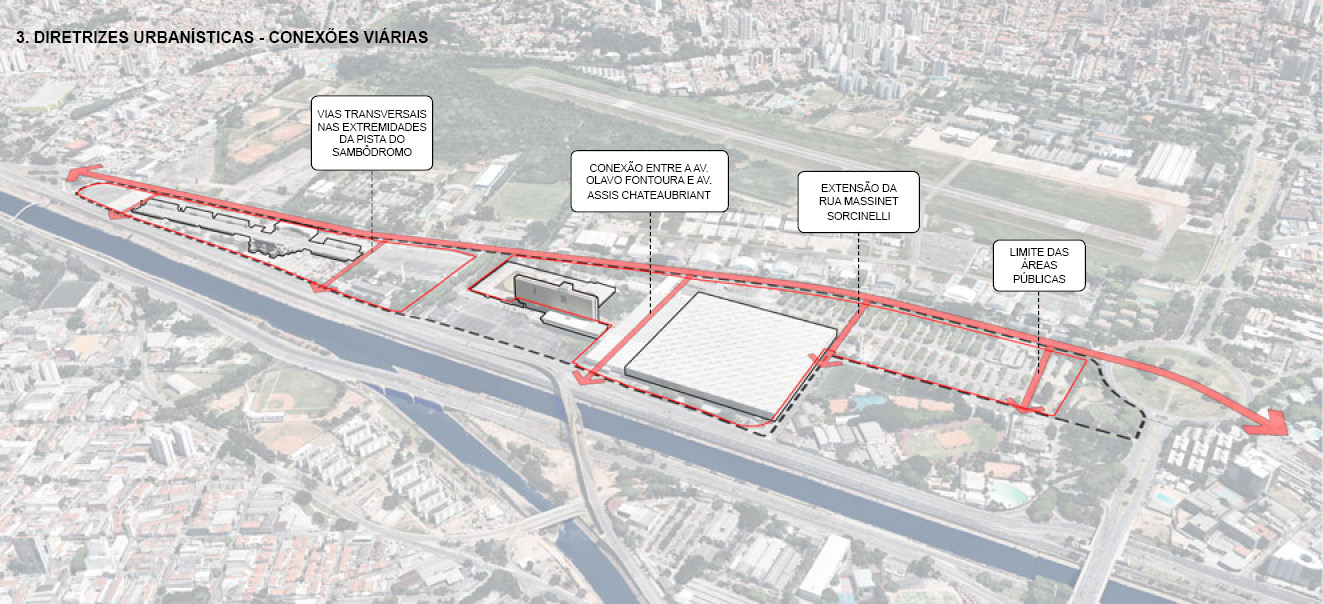 3. DIRETRIZES URBANÍSTICAS - CONEXÕES VIÁRIAS
VIAS TRANSVERSAIS
NAS EXTREMIDADES
DA PISTA DO
SAMBÔDROMO
CONEXÃO ENTRE A AV.
OLAVO FONTOURA E AV.
ASSIS CHATEAUBRIANT
EXTENSÃO DA
RUA MASSINET
SORCINELLI
LIMITE DAS
ÁREAS
PÚBLICAS